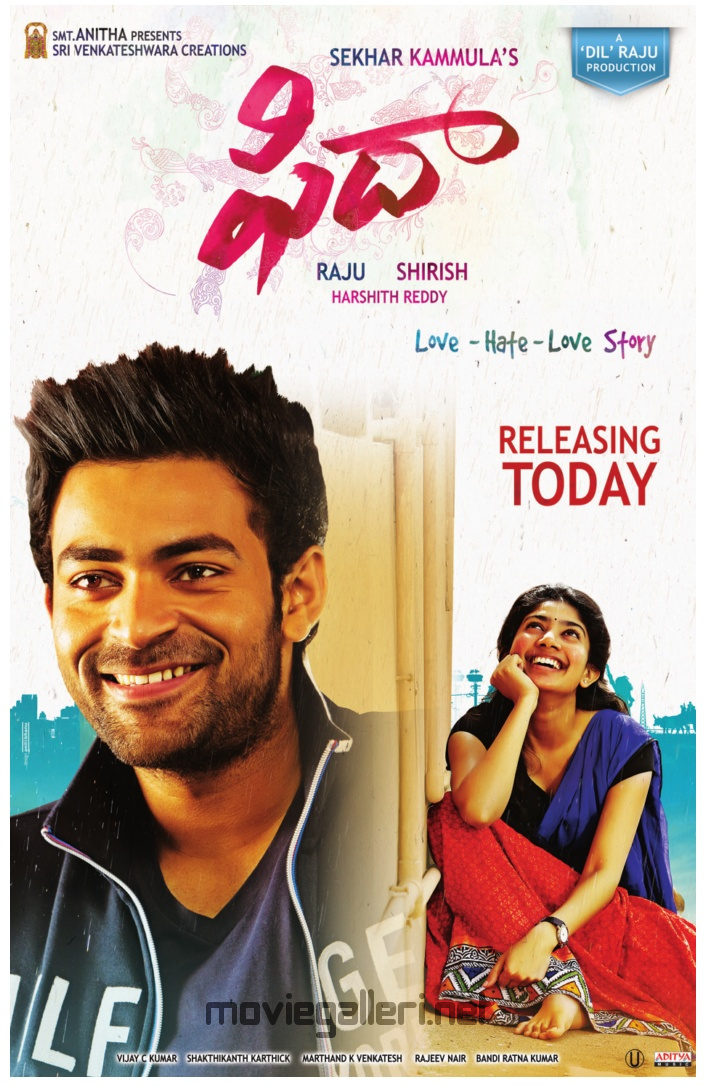 SMT.ANITHA PRESENTS
SRI VENKATESHWARA CREATIONS
A
'DIL' RAJU
PRODUCTION
SEKHAR KAMMULA'S
ఫిదా
RAJU SHIRISH
HARSHITH REDDY
Love - Hate - Love Story
RELEASING
TODAY
moviegalleri.net
VIJAY C KUMAR SHAKTHIKANTH KARTHICK MARTHAND K VENKATESH RAJEEV NAIR BANDI RATNA KUMAR
U
ADITYA
MUSIC